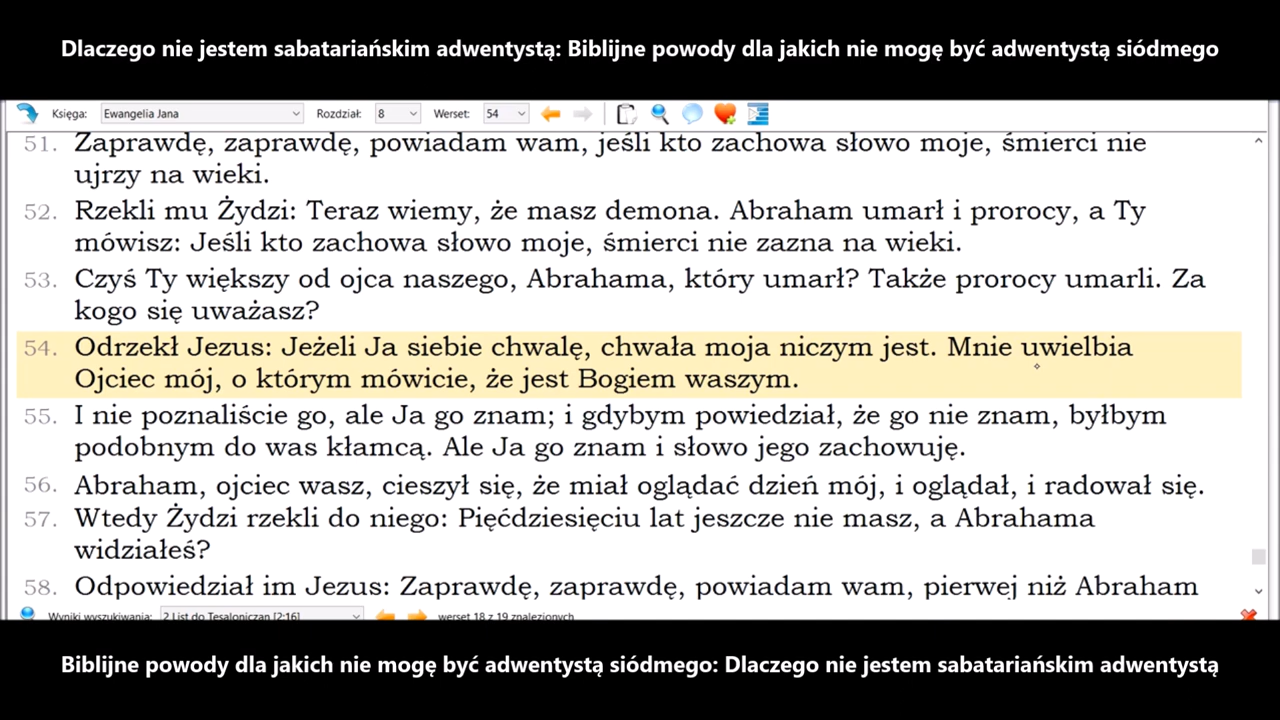 Dlaczego nie jestem sabatariańskim adwentystą: Biblijne powody dla jakich nie mogę być adwentystą siódmego
Księga: Ewangelia Jana Rozdział: 8 Werset: 54
51. Zaprawdę, zaprawdę, powiadam wam, jeśli kto zachowa słowo moje, śmierci nie
ujrzy na wieki.
52. Rzekli mu Żydzi: Teraz wiemy, że masz demona. Abraham umarł i prorocy, a Ty
mówisz: Jeśli kto zachowa słowo moje, śmierci nie zazna na wieki.
53. Czyś Ty większy od ojca naszego, Abrahama, który umarł? Także prorocy umarli. Za
kogo się uważasz?
54. Odrzekł Jezus: Jeżeli Ja siebie chwalę, chwała moja niczym jest. Mnie uwielbia
Ojciec mój, o którym mówicie, że jest Bogiem waszym.
55. I nie poznaliście go, ale Ja go znam; i gdybym powiedział, że go nie znam, byłbym
podobnym do was kłamcą. Ale Ja go znam i słowo jego zachowuję.
56. Abraham, ojciec wasz, cieszył się, że miał oglądać dzień mój, i oglądał, i radował się.
57. Wtedy Żydzi rzekli do niego: Pięćdziesięciu lat jeszcze nie masz, a Abrahama
widziałeś?
58. Odpowiedział im Jezus: Zaprawdę, zaprawdę, powiadam wam, pierwej niż Abraham
Wyniki wyszukiwania: 2 List do Tesaloniczan [2:16] werset 18 z 19 znalezionych
Biblijne powody dla jakich nie mogę być adwentystą siódmego: Dlaczego nie jestem sabatariańskim adwentystą